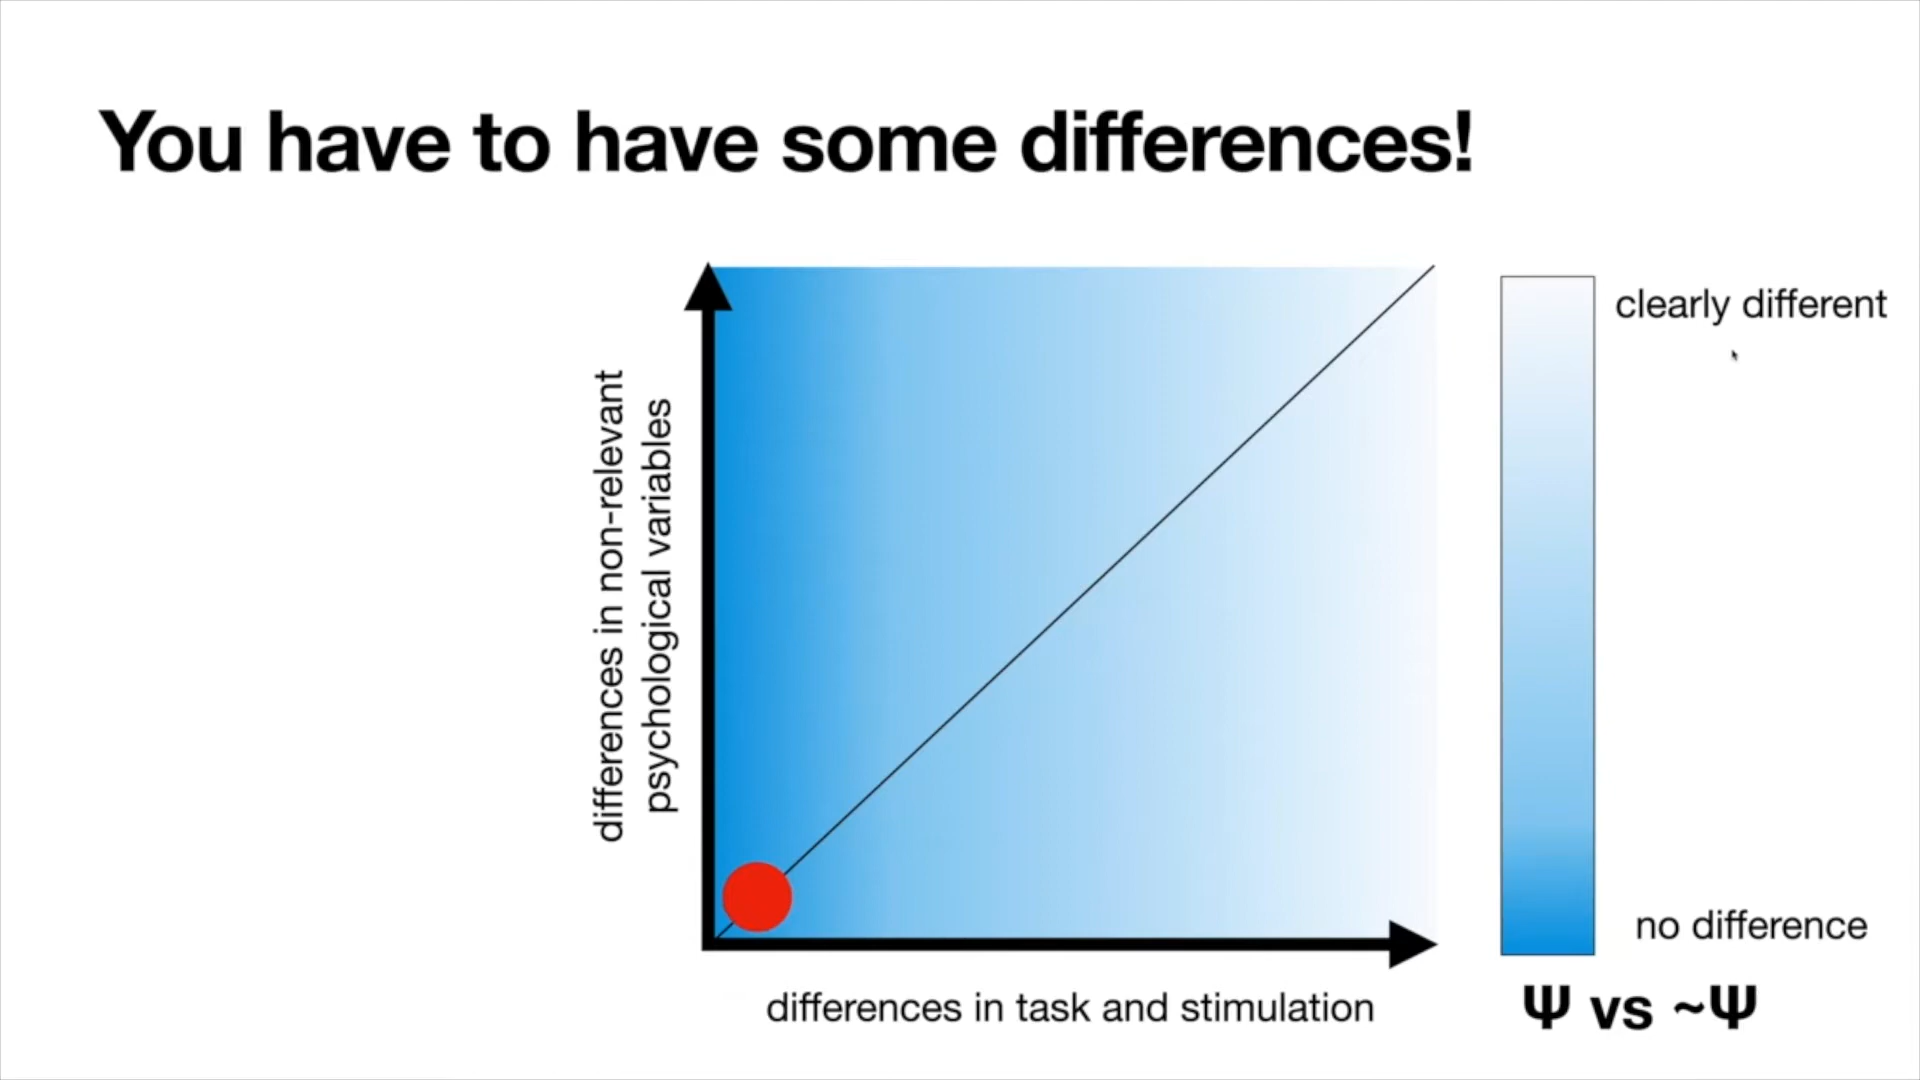 You have to have some differences!
differences in non-relevant
psychological variables
clearly different
no difference
differences in task and stimulation
Ψ vs ~Ψ